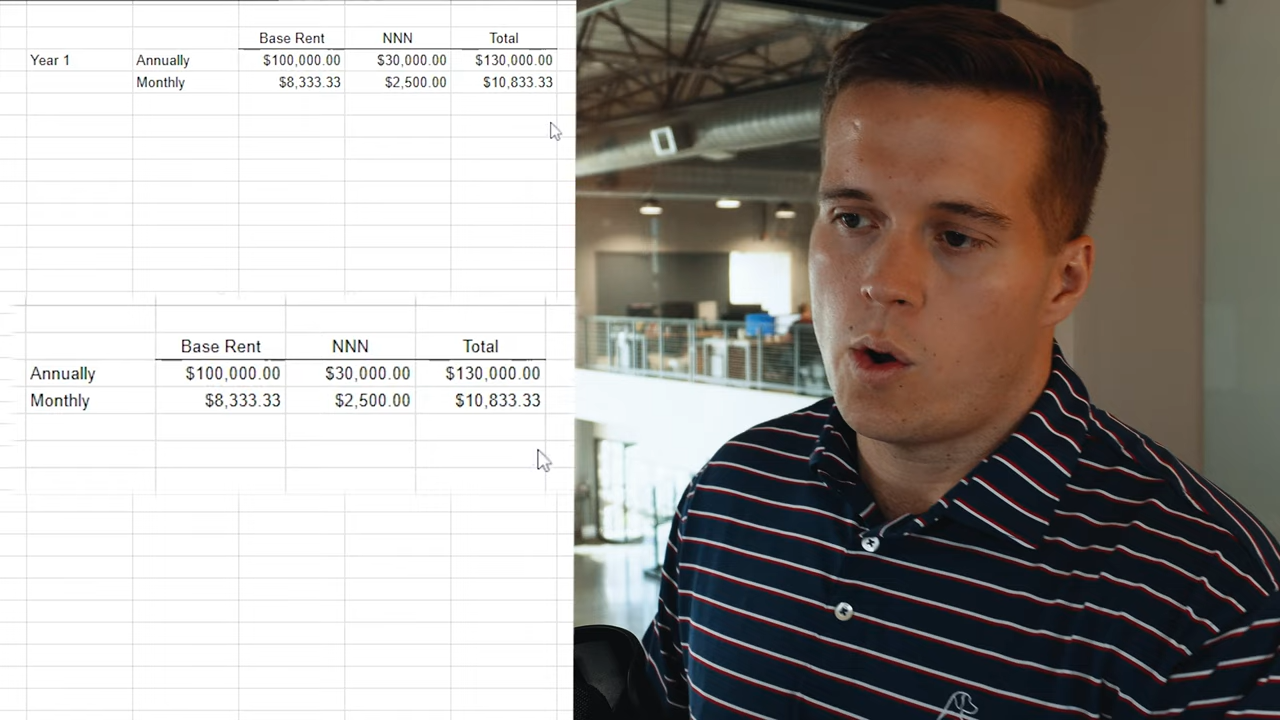 Base Rent NNN Total
Year 1 Annually $100,000.00 $30,000.00 $130,000.00
Monthly $8,333.33 $2,500.00 $10,833.33
Base Rent NNN Total
Annually $100,000.00 $30,000.00 $130,000.00
Monthly $8,333.33 $2,500.00 $10,833.33